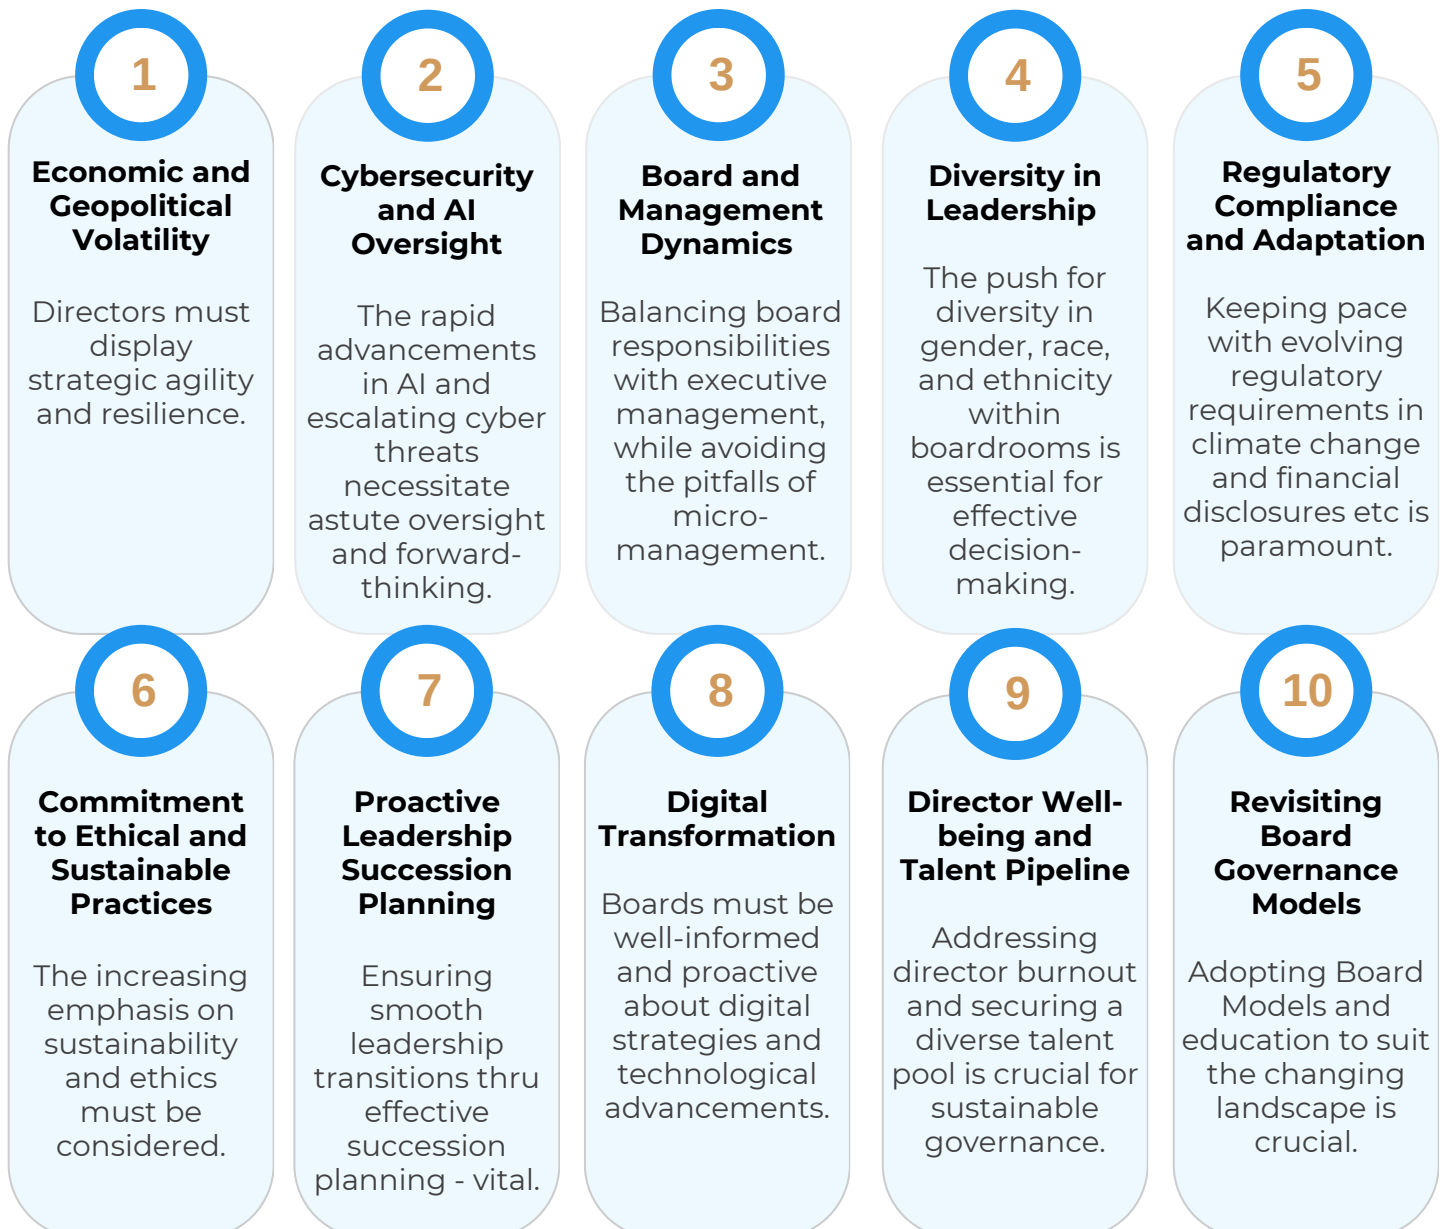 1
Economic and
Geopolitical
Volatility
Directors must
display
strategic agility
and resilience.
2
Cybersecurity
and AI
Oversight
The rapid
advancements
in AI and
escalating cyber
threats
necessitate
astute oversight
and forward-
thinking.
3
Board and
Management
Dynamics
Balancing board
responsibilities
with executive
management,
while avoiding
the pitfalls of
micro-
management.
4
Diversity in
Leadership
The push for
diversity in
gender, race,
and ethnicity
within
boardrooms is
essential for
effective
decision-
making.
5
Regulatory
Compliance
and Adaptation
Keeping pace
with evolving
regulatory
requirements in
climate change
and financial
disclosures etc is
paramount.
6
Commitment
to Ethical and
Sustainable
Practices
The increasing
emphasis on
sustainability
and ethics
must be
considered.
7
Proactive
Leadership
Succession
Planning
Ensuring
smooth
leadership
transitions thru
effective
succession
planning - vital.
8
Digital
Transformation
Boards must be
well-informed
and proactive
about digital
strategies and
technological
advancements.
9
Director Well-
being and
Talent Pipeline
Addressing
director burnout
and securing a
diverse talent
pool is crucial for
sustainable
governance.
10
Revisiting
Board
Governance
Models
Adopting Board
Models and
education to suit
the changing
landscape is
crucial.